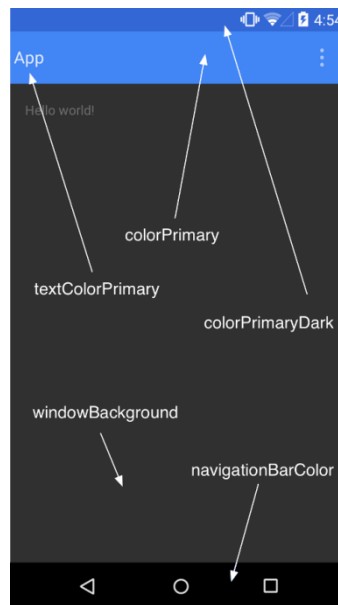 4:54
App
Hello world!
colorPrimary
textColorPrimary
colorPrimaryDark
windowBackground
navigationBarColor